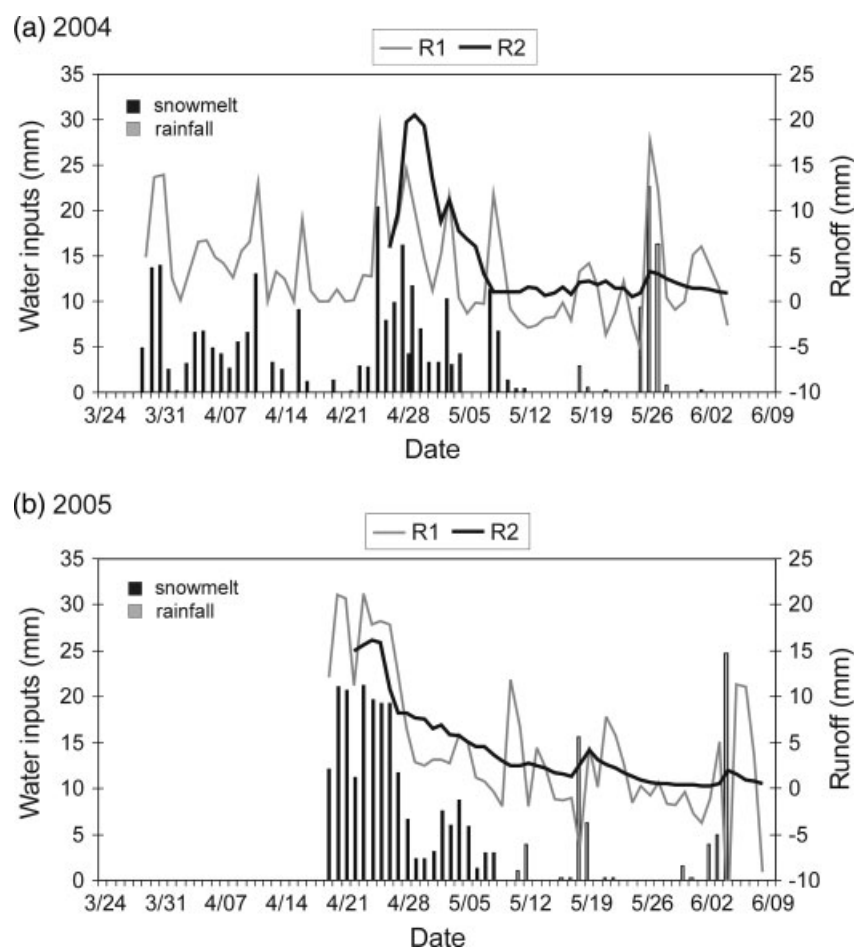 (a) 2004
R1 R2
35 25
snowmelt
30 20
rainfall
25 15
20 10
15 5
10 0
5 -5
0 -10
Water inputs (mm)
Runoff (mm)
3/24 3/31 4/07 4/14 4/21 4/28 5/05 5/12 5/19 5/26 6/02 6/09
Date
(b) 2005
R1 R2
35 25
snowmelt
30 20
rainfall
25 15
20 10
15 5
10 0
5 -5
0 -10
Water inputs (mm)
Runoff (mm)
3/24 3/31 4/07 4/14 4/21 4/28 5/05 5/12 5/19 5/26 6/02 6/09
Date